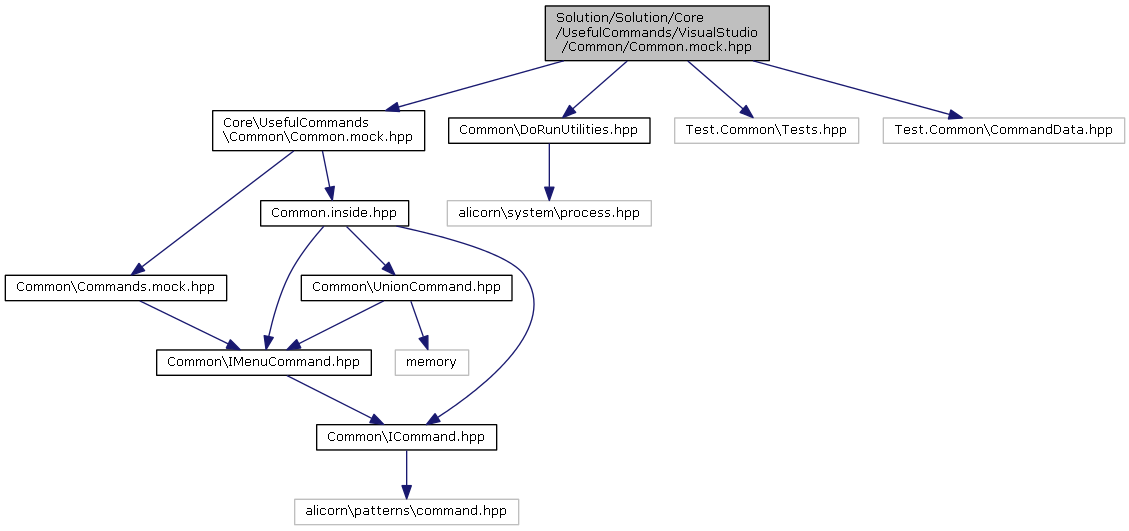 Solution/Solution/Core
/UsefulCommands/VisualStudio
/Common/Common.mock.hpp
Core\UsefulCommands
\Common\Common.mock.hpp
Common\DoRunUtilities.hpp
Test.Common\Tests.hpp
Test.Common\CommandData.hpp
Common.inside.hpp
alicorn\system\process.hpp
Common\Commands.mock.hpp
Common\UnionCommand.hpp
Common\IMenuCommand.hpp
memory
Common\ICommand.hpp
alicorn\patterns\command.hpp